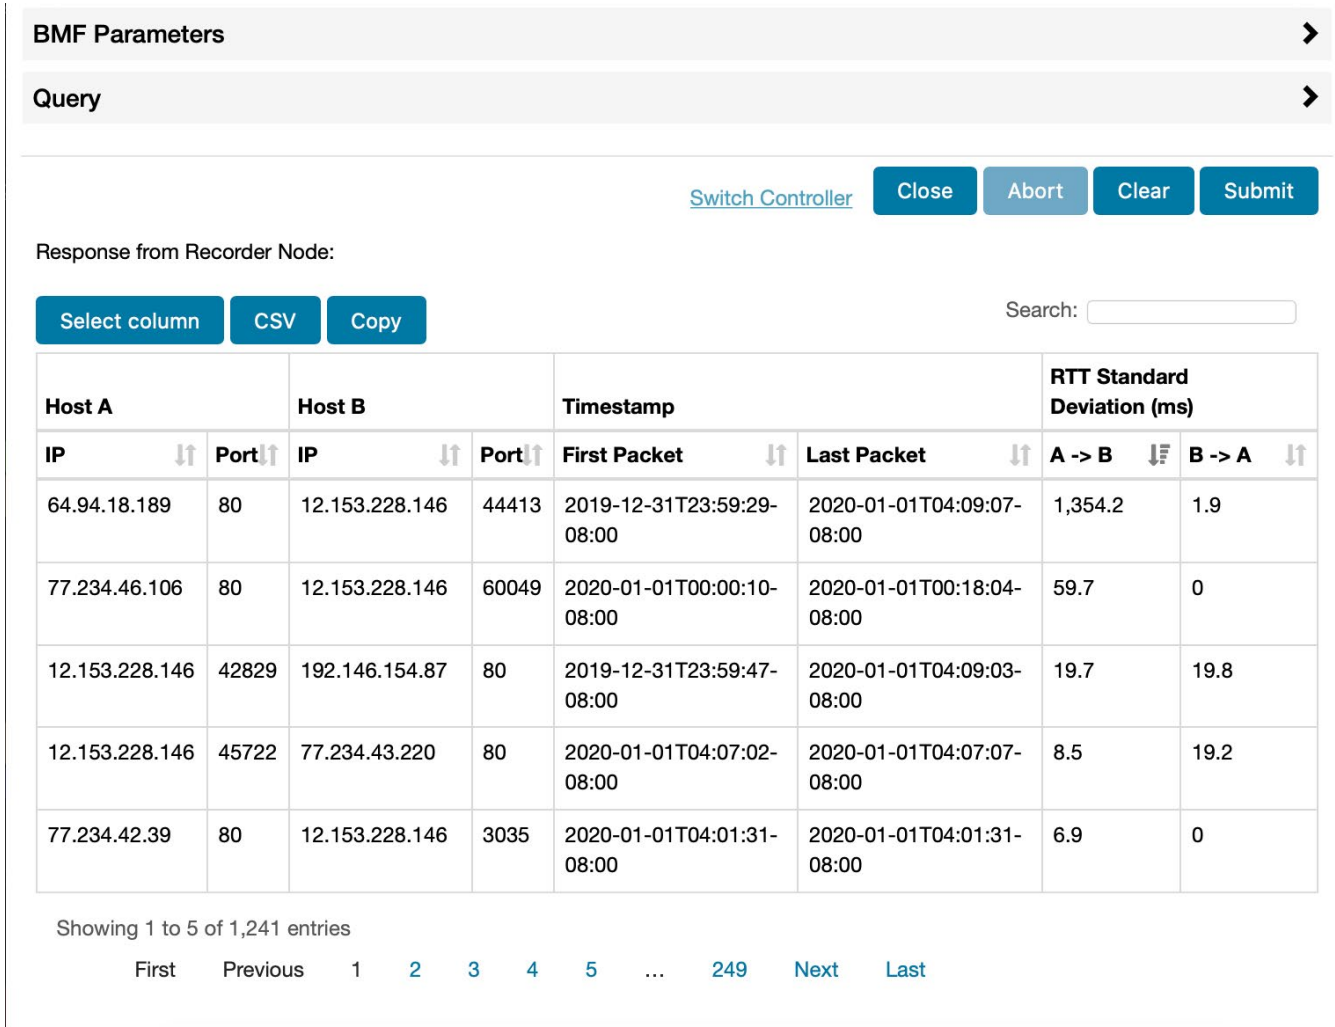 BMF Parameters
Query
Switch Controller Close Abort Clear Submit
Response from Recorder Node:
Select column CSV Copy Search:
Host A Host B Timestamp RTT Standard
Deviation (ms)
IP Port IP Port First Packet Last Packet A -> B B -> A
64.94.18.189 80 12.153.228.146 44413 2019-12-31T23:59:29- 2020-01-01T04:09:07- 1,354.2 1.9
08:00 08:00
77.234.46.106 80 12.153.228.146 60049 2020-01-01T00:00:10- 2020-01-01T00:18:04- 59.7 0
08:00 08:00
12.153.228.146 42829 192.146.154.87 80 2019-12-31T23:59:47- 2020-01-01T04:09:03- 19.7 19.8
08:00 08:00
12.153.228.146 45722 77.234.43.220 80 2020-01-01T04:07:02- 2020-01-01T04:07:07- 8.5 19.2
08:00 08:00
77.234.42.39 80 12.153.228.146 3035 2020-01-01T04:01:31- 2020-01-01T04:01:31- 6.9 0
08:00 08:00
Showing 1 to 5 of 1,241 entries
First Previous 1 2 3 4 5 ... 249 Next Last